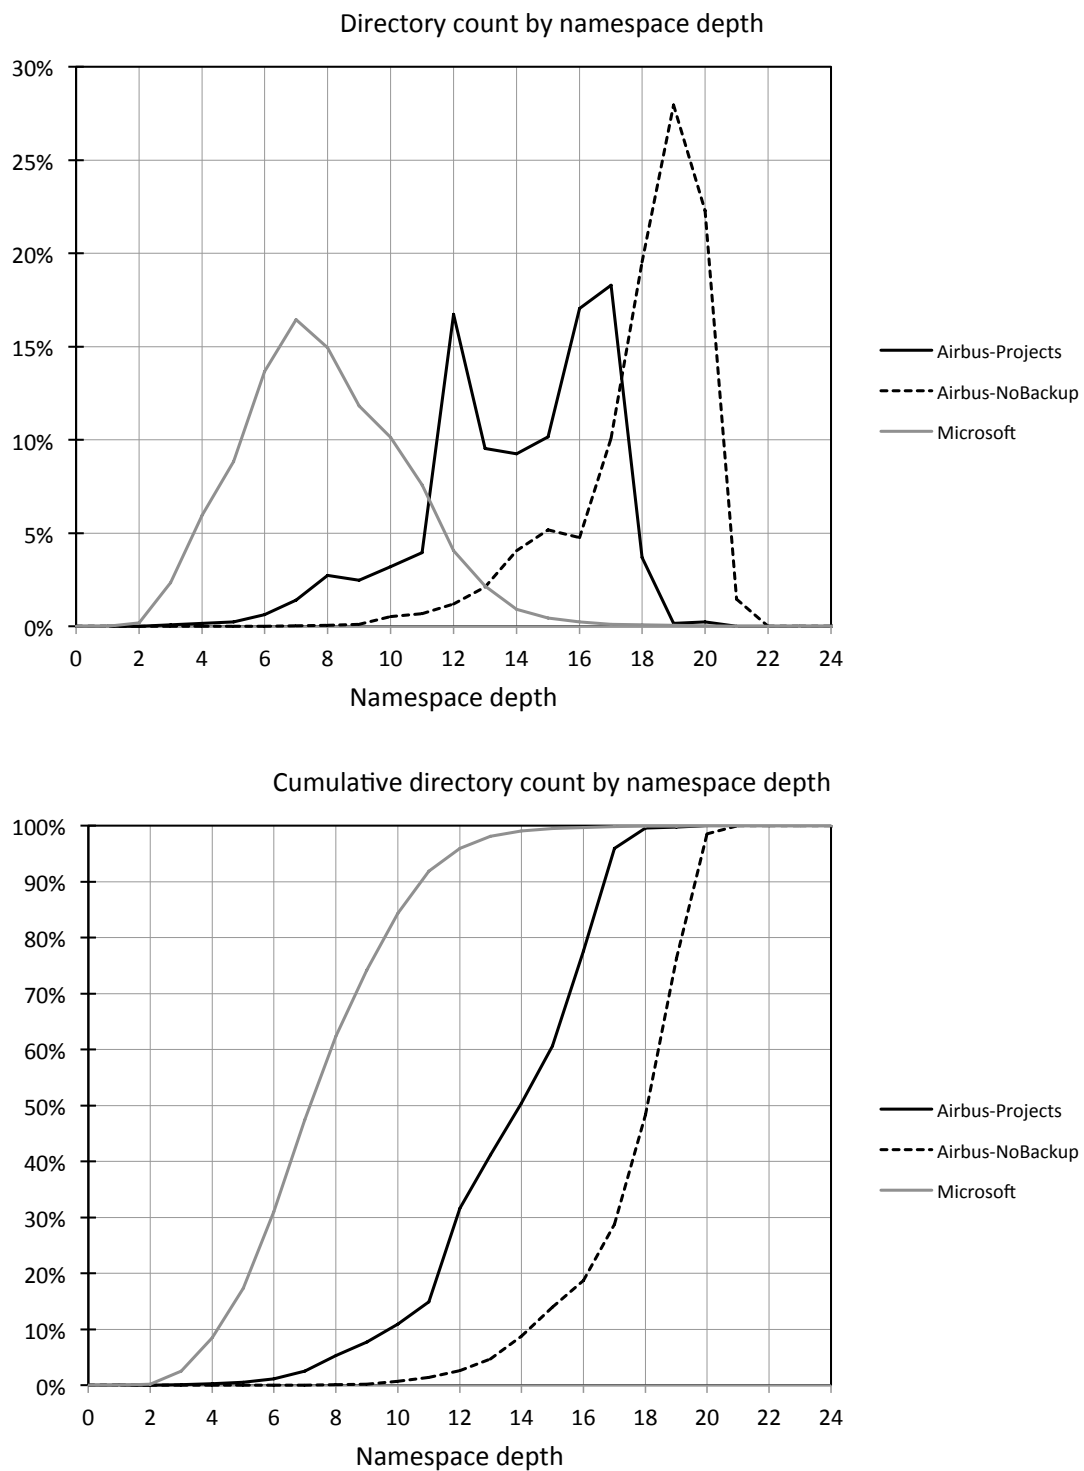 Directory count by namespace depth
30%
25%
20%
15%
10%
5%
0%
0 2 4 6 8 10 12 14 16 18 20 22 24
Namespace depth
Airbus-Projects
Airbus-NoBackup
Microsoft
Cumulative directory count by namespace depth
100%
90%
80%
70%
60%
50%
40%
30%
20%
10%
0%
0 2 4 6 8 10 12 14 16 18 20 22 24
Namespace depth
Airbus-Projects
Airbus-NoBackup
Microsoft